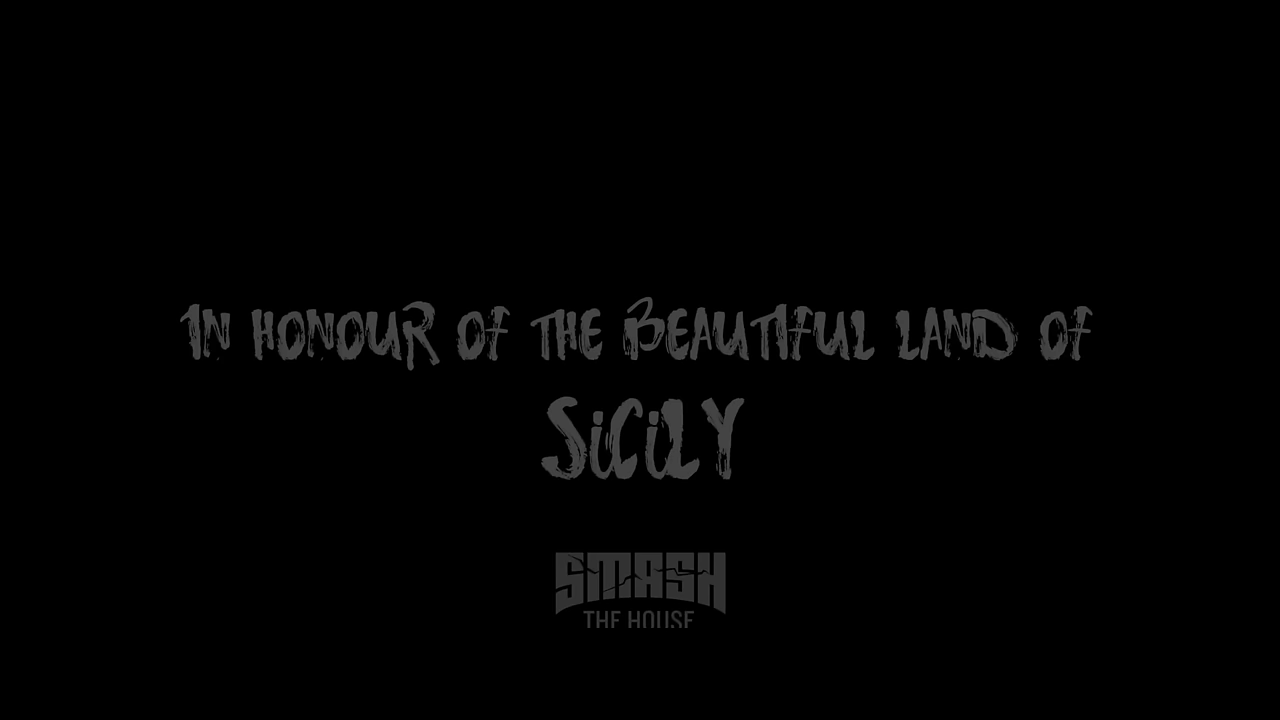 IN HONOUR OF THE BEAUTIFUL LAND OF
SiCiLY
SMASH
THE HOUSE